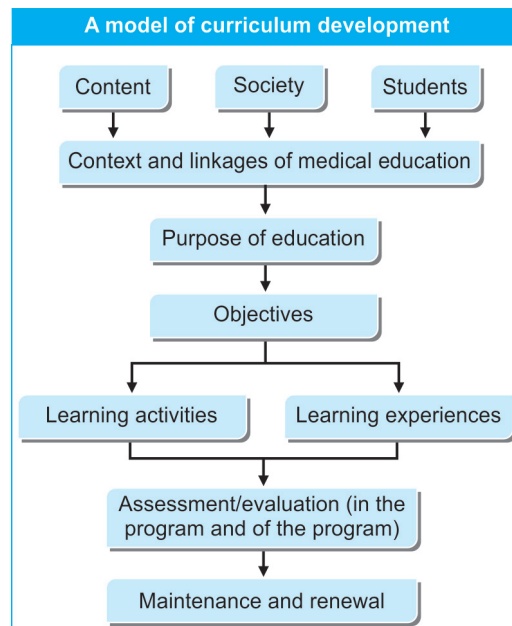 A model of curriculum development
Content
Society
Students
Context and linkages of medical education
Purpose of education
Objectives
Learning activities
Learning experiences
Assessment/evaluation (in the
program and of the program)
Maintenance and renewal